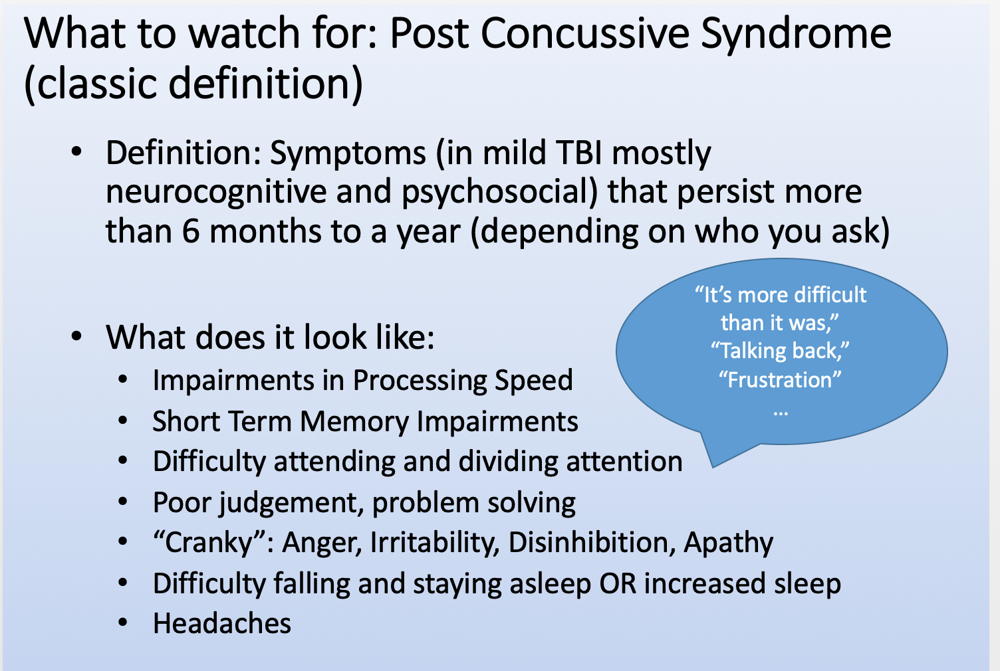 What to watch for: Post Concussive Syndrome
(classic definition)
• Definition: Symptoms (in mild TBI mostly
neurocognitive and psychosocial) that persist more
than 6 months to a year (depending on who you ask)
“It’s more difficult
than it was,”
“Talking back,”
“Frustration”
...
• What does it look like:
• Impairments in Processing Speed
• Short Term Memory Impairments
• Difficulty attending and dividing attention
• Poor judgement, problem solving
• “Cranky”: Anger, Irritability, Disinhibition, Apathy
• Difficulty falling and staying asleep OR increased sleep
• Headaches